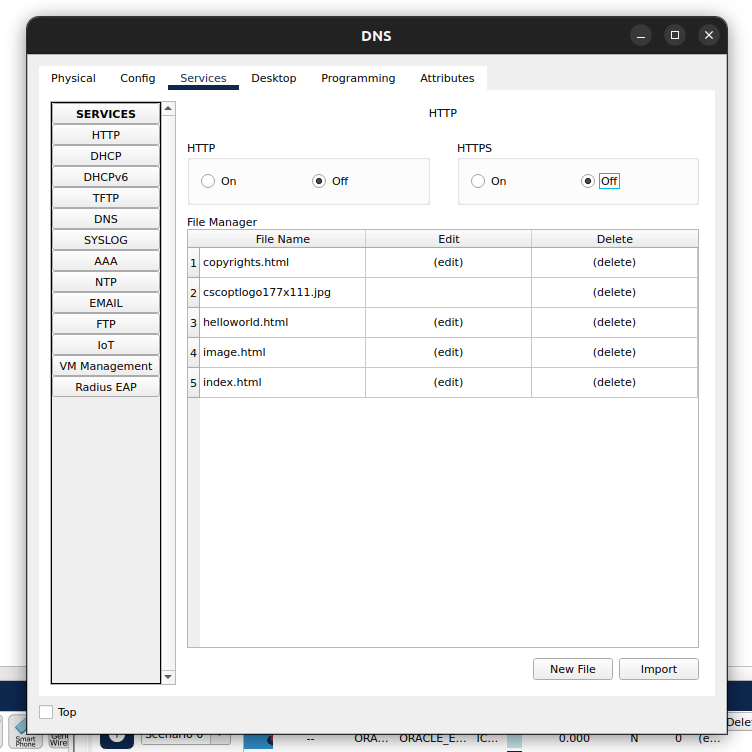 DNS
Physical Config Services Desktop Programming Attributes
SERVICES
HTTP
DHCP
DHCPv6
TFTP
DNS
SYSLOG
AAA
NTP
EMAIL
FTP
IoT
VM Management
Radius EAP
HTTP
HTTP HTTPS
On Off On Off
File Manager
File Name Edit Delete
1 copyrights.html (edit) (delete)
2 cscoptlogo177x111.jpg (delete)
3 helloworld.html (edit) (delete)
4 image.html (edit) (delete)
5 index.html (edit) (delete)
New File Import
Top
Smart
Phone
Wire
Scenario 0
-- ORA... ORACLE_E... IC... 0.000 N 0 (e...